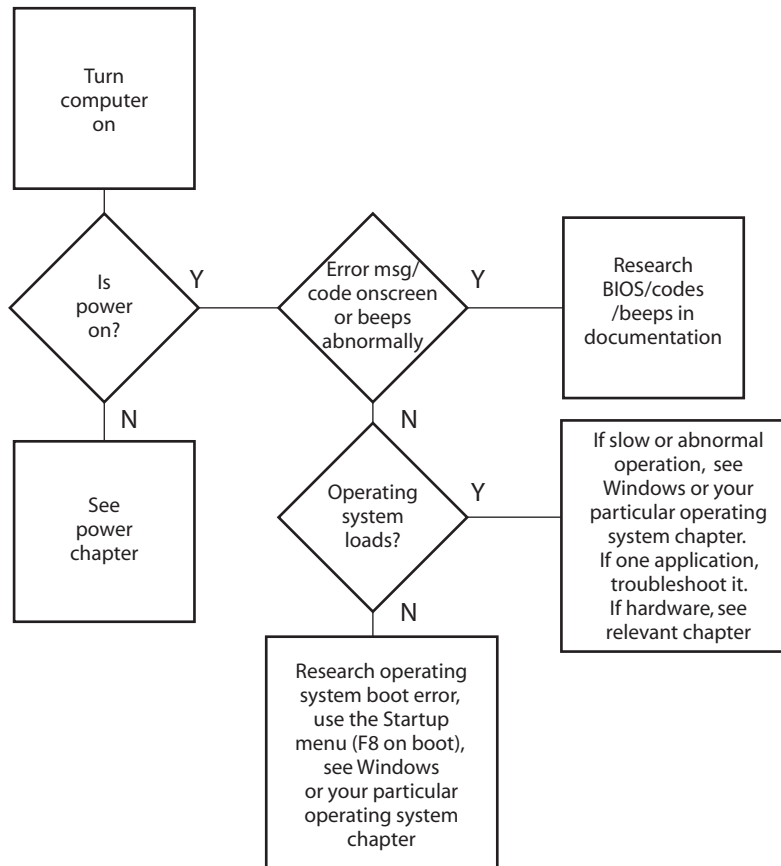 Turn
computer
on
Is
power
on?
Y
Error msg/
code onscreen
or beeps
abnormally
Y
Research
BIOS/codes
/beeps in
documentation
N
See
power
chapter
N
Operating
system
loads?
Y
If slow or abnormal
operation, see
Windows or your
particular operating
system chapter.
If one application,
troubleshoot it.
If hardware, see
relevant chapter
N
Research operating
system boot error,
use the Startup
menu (F8 on boot),
see Windows
or your particular
operating system
chapter